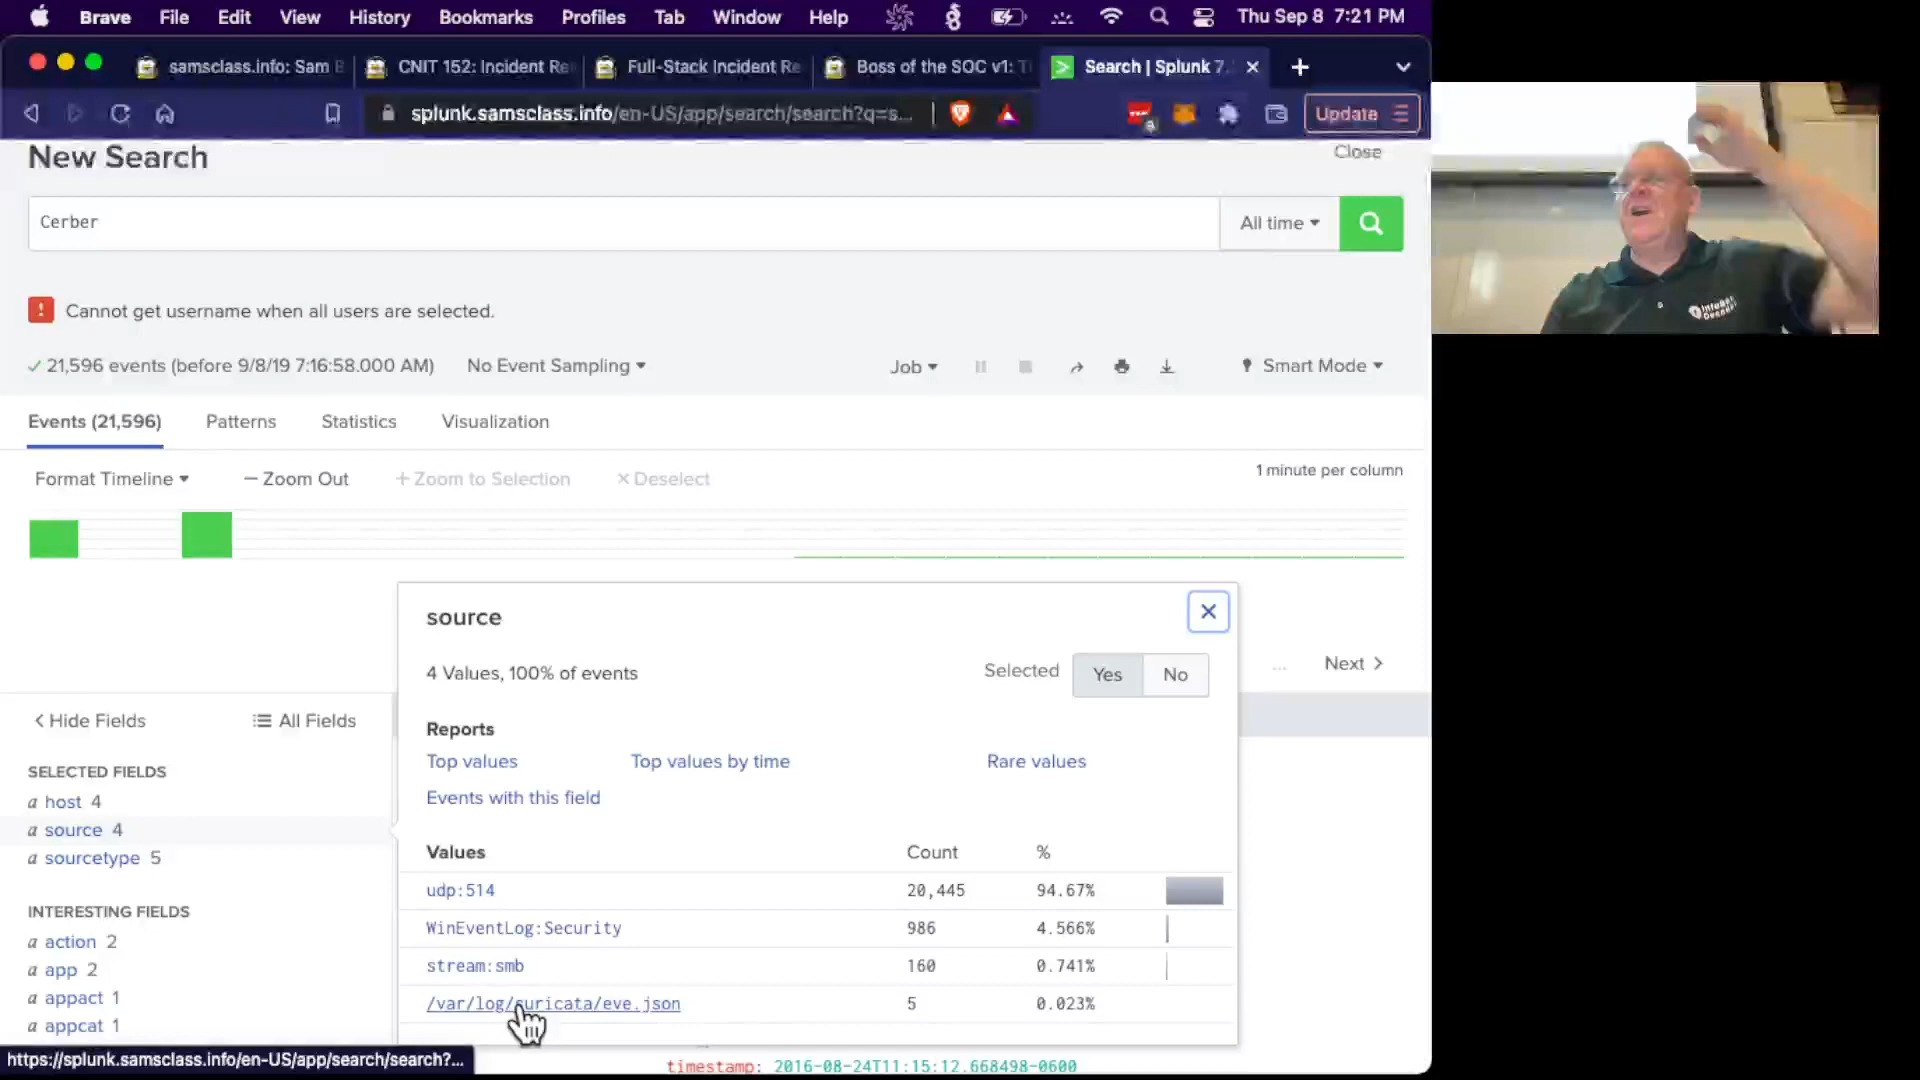 Brave File Edit View History Bookmarks Profiles Tab Window Help Thu Sep 8 7:21 PM
samsclass.info: Sam B CNIT 152: Incident Re Full-Stack Incident Re Boss of the SOC v1: T Search | Splunk 7.
splunk.samsclass.info/en-US/app/search/search?q=s... Update
New Search Close
Cerber All time
Cannot get username when all users are selected.
21,596 events (before 9/8/19 7:16:58.000 AM) No Event Sampling Job Smart Mode
Events (21,596) Patterns Statistics Visualization
Format Timeline — Zoom Out + Zoom to Selection × Deselect 1 minute per column
source
4 Values, 100% of events Selected Yes No
... Next >
Reports
Top values Top values by time Rare values
Events with this field
Values Count %
udp:514 20,445 94.67%
WinEventLog:Security 986 4.566%
stream:smb 160 0.741%
/var/log/suricata/eve.json 5 0.023%
< Hide Fields All Fields
SELECTED FIELDS
a host 4
a source 4
a sourcetype 5
INTERESTING FIELDS
a action 2
a app 2
a appact 1
a appcat 1
https://splunk.samsclass.info/en-US/app/search/search?...
timestamp: 2016-08-24T11:15:12.668498-0600